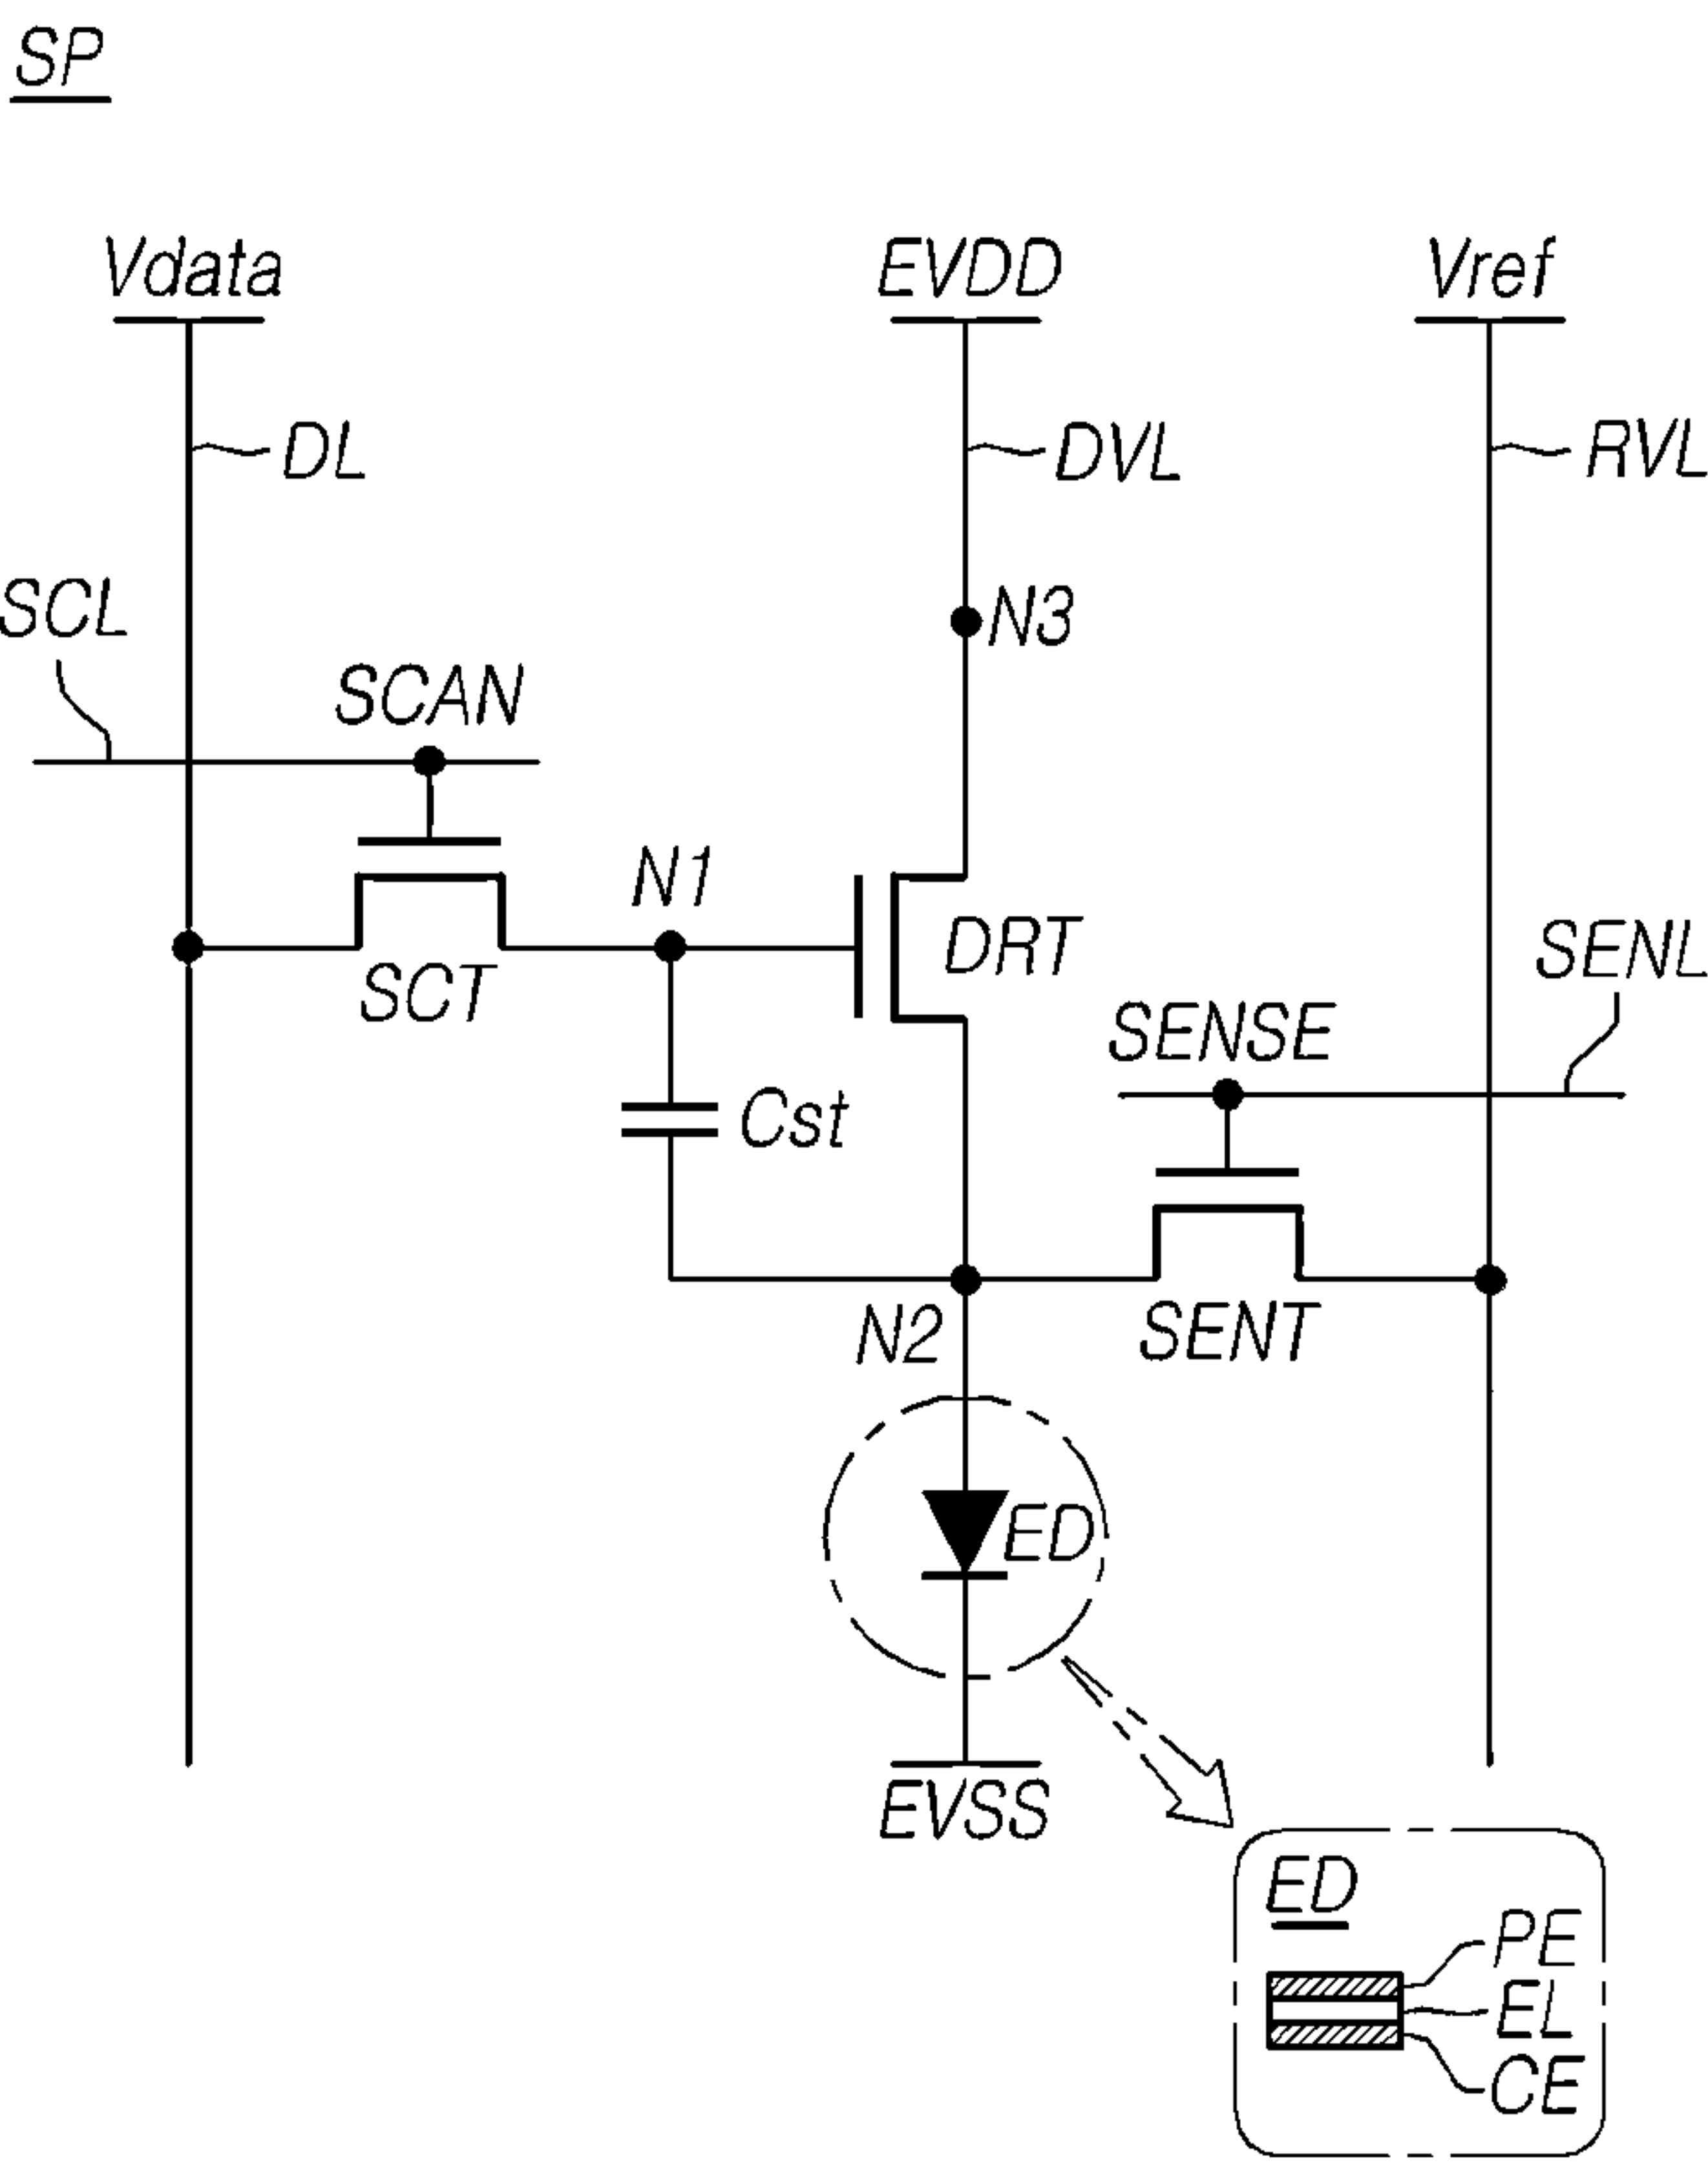 SP
Vdata EVDD Vref
DL DVL RVL
SCL
N3
SCAN
N1
DRT
SENL
SCT
SENSE
Cst
N2
SENT
ED
EVSS
ED
PE
EL
CE